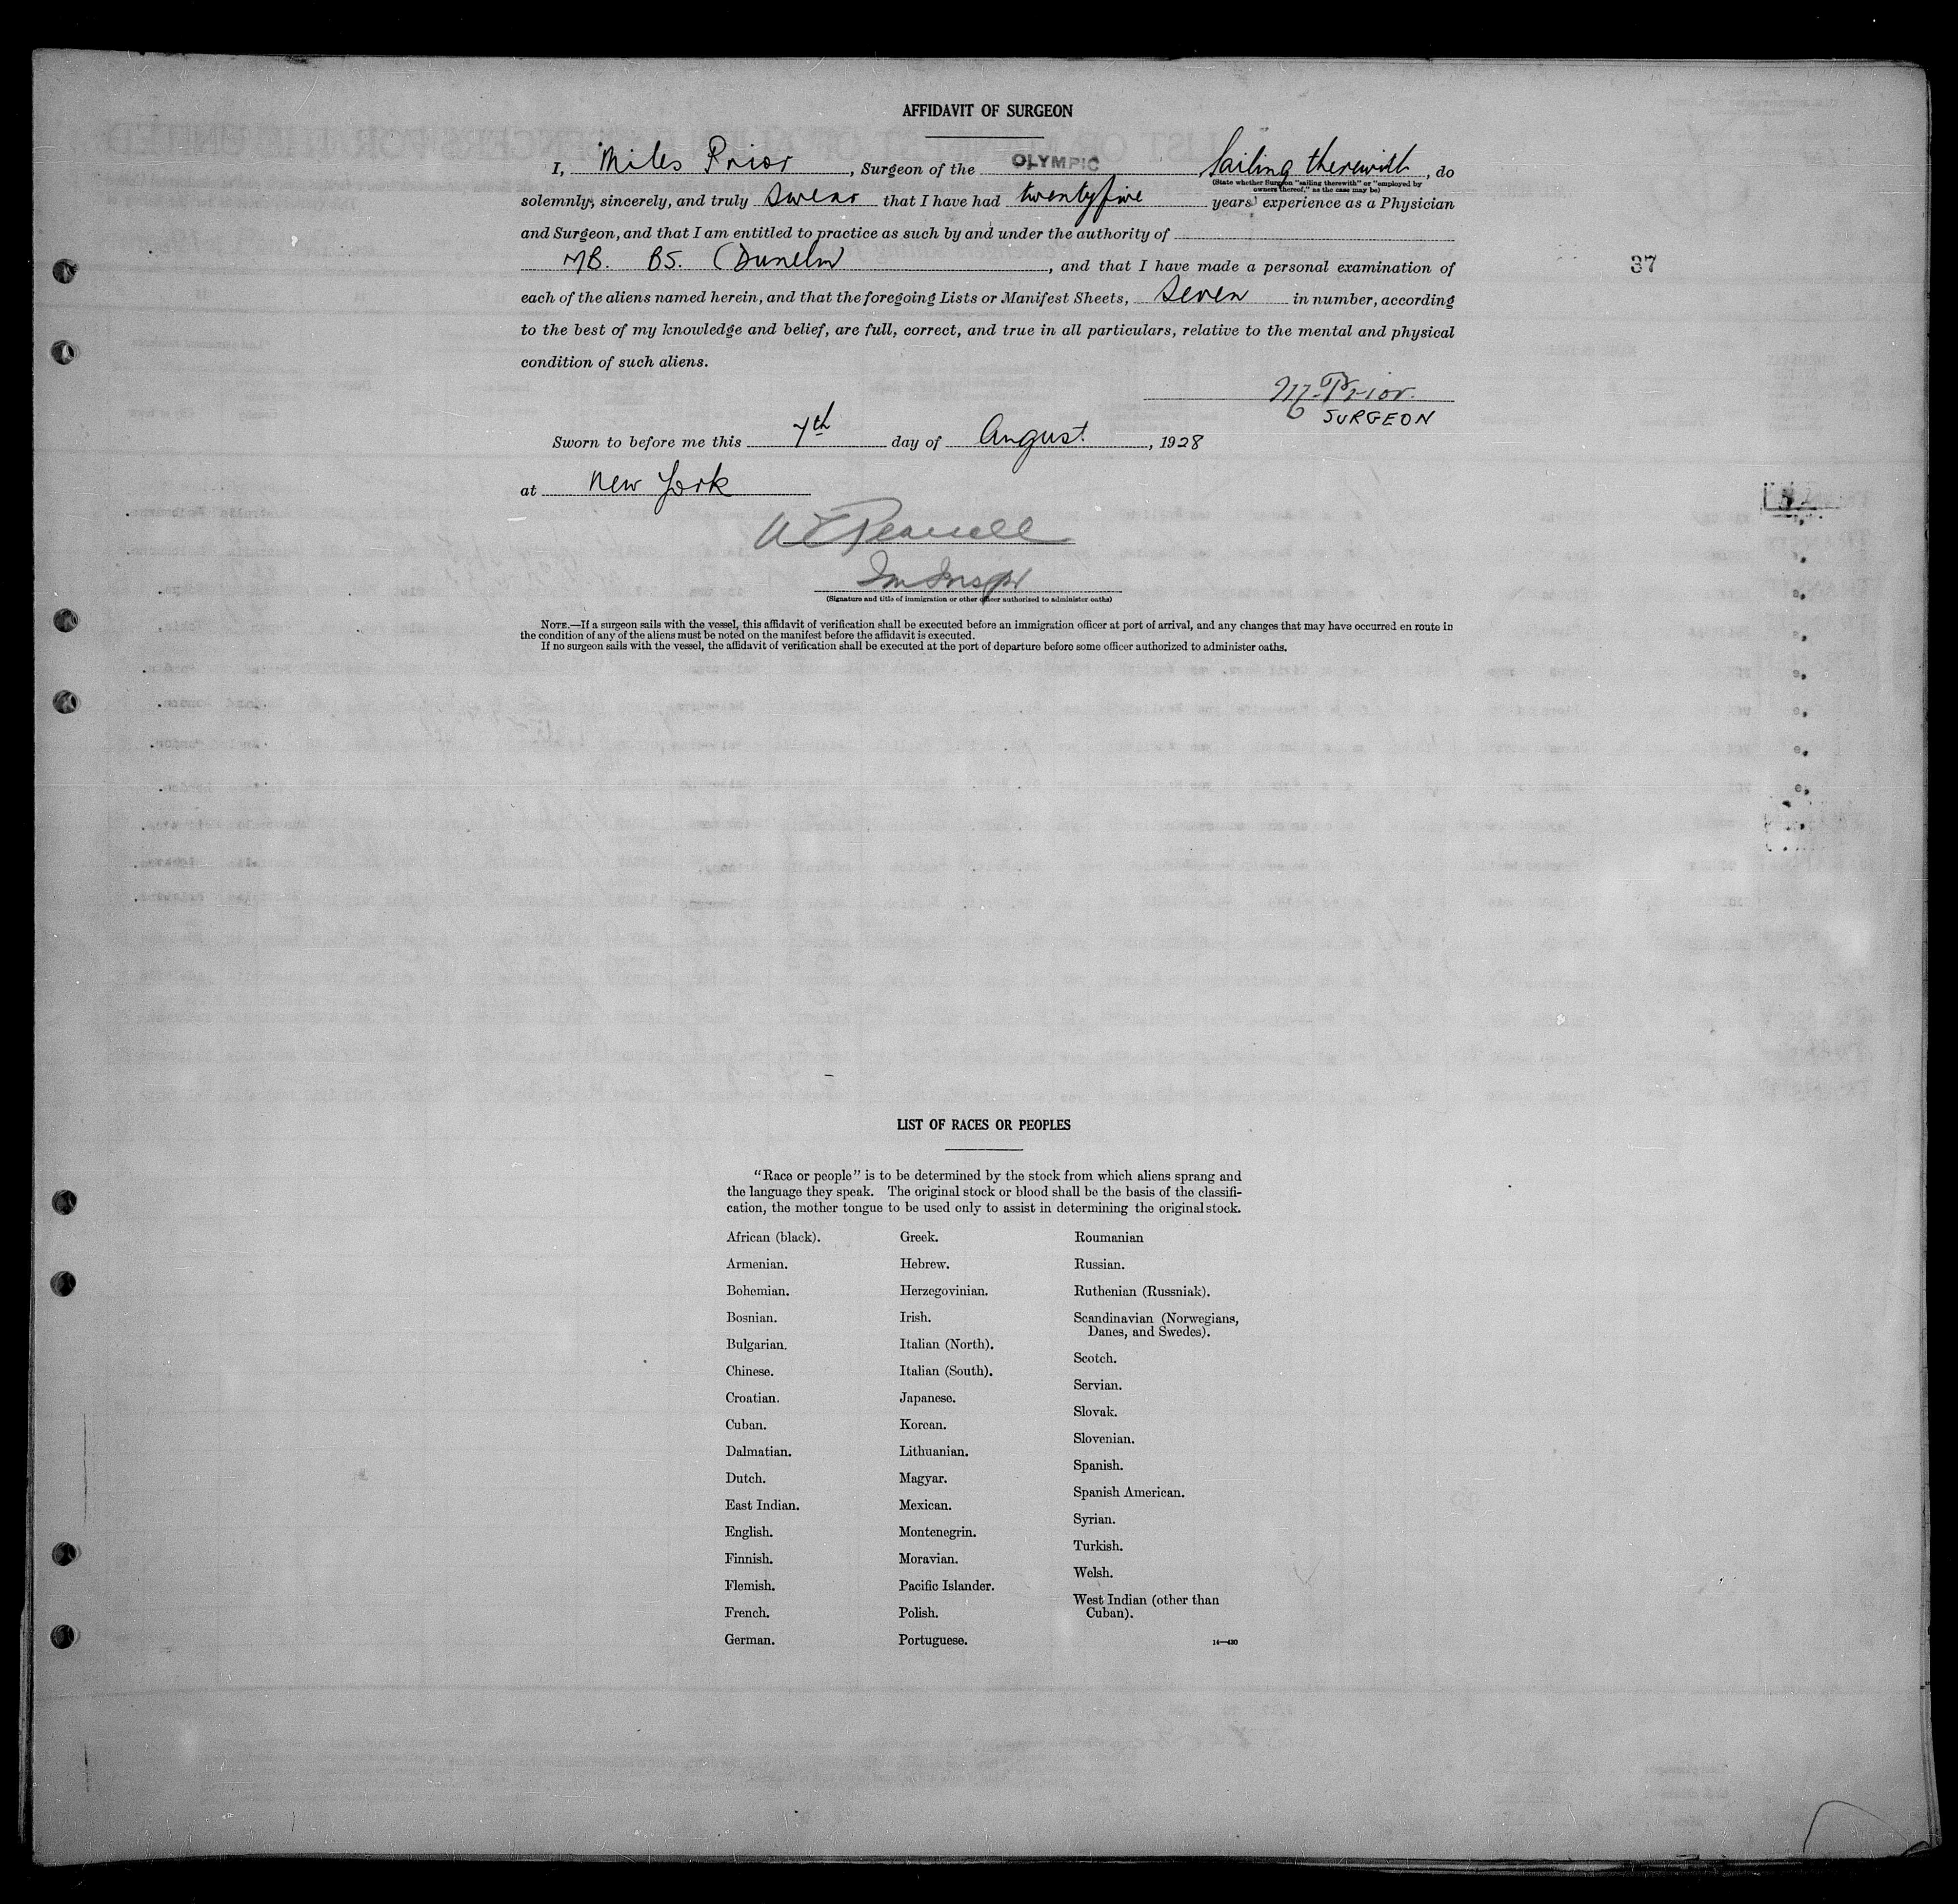 AFFIDAVIT OF SURGEON
I, Miles Prior, Surgeon of the OLYMPIC Sailing therewith, do
(State whether Surgeon "sailing therewith" or "employed by
owners thereof," as the case may be)
solemnly, sincerely, and truly swear that I have had twentyfive years' experience as a Physician
and Surgeon, and that I am entitled to practice as such by and under the authority of
MB. BS. (Dunelm), and that I have made a personal examination of
37
each of the aliens named herein, and that the foregoing Lists or Manifest Sheets, Seven in number, according
to the best of my knowledge and belief, are full, correct, and true in all particulars, relative to the mental and physical
condition of such aliens.
M. Prior.
SURGEON
Sworn to before me this 7th day of August, 1928
at New York
(Signature and title of immigration or other officer authorized to administer oaths)
NOTE.—If a surgeon sails with the vessel, this affidavit of verification shall be executed before an immigration officer at port of arrival, and any changes that may have occurred en route in
the condition of any of the aliens must be noted on the manifest before the affidavit is executed.
If no surgeon sails with the vessel, the affidavit of verification shall be executed at the port of departure before some officer authorized to administer oaths.
LIST OF RACES OR PEOPLES
"Race or people" is to be determined by the stock from which aliens sprang and
the language they speak. The original stock or blood shall be the basis of the classifi-
cation, the mother tongue to be used only to assist in determining the original stock.
African (black).
Armenian.
Bohemian.
Bosnian.
Bulgarian.
Chinese.
Croatian.
Cuban.
Dalmatian.
Dutch.
East Indian.
English.
Finnish.
Flemish.
French.
German.
Greek.
Hebrew.
Herzegovinian.
Irish.
Italian (North).
Italian (South).
Japanese.
Korean.
Lithuanian.
Magyar.
Mexican.
Montenegrin.
Moravian.
Pacific Islander.
Polish.
Portuguese.
Roumanian
Russian.
Ruthenian (Russniak).
Scandinavian (Norwegians,
Danes, and Swedes).
Scotch.
Servian.
Slovak.
Slovenian.
Spanish.
Spanish American.
Syrian.
Turkish.
Welsh.
West Indian (other than
Cuban).
14—430